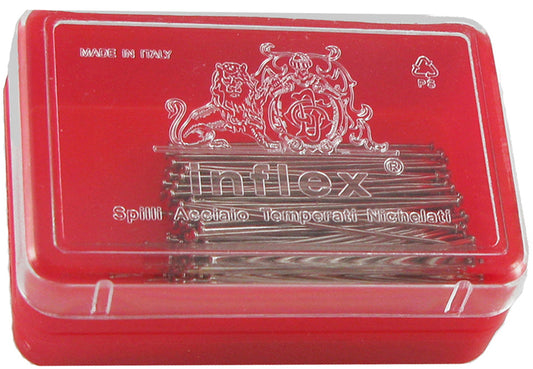 MADE IN ITALY
PS
inflex®
Spilli Acciaio Temperati Nichelati